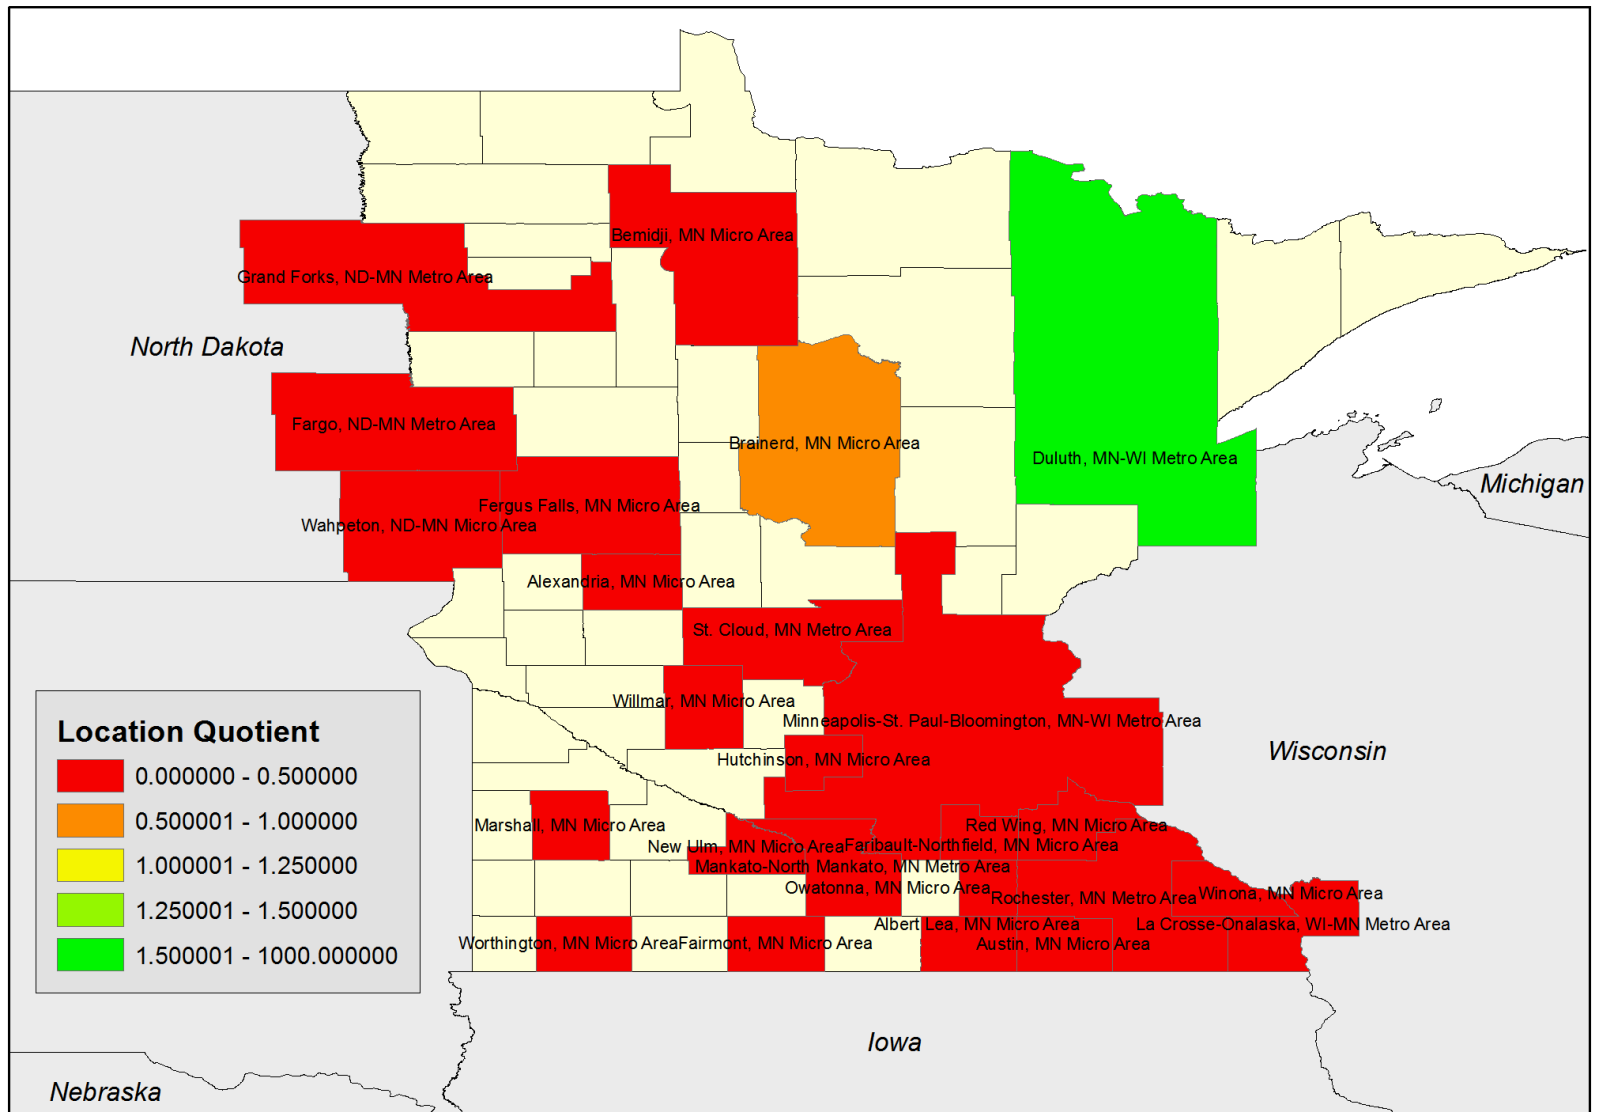 Bemidji, MN Micro Area
Grand Forks, ND-MN Metro Area
North Dakota
Fargo, ND-MN Metro Area
Brainerd, MN Micro Area
Duluth, MN-WI Metro Area
Michigan
Fergus Falls, MN Micro Area
Wahpeton, ND-MN Micro Area
Alexandria, MN Micro Area
St. Cloud, MN Metro Area
Willmar, MN Micro Area
Minneapolis-St. Paul-Bloomington, MN-WI Metro Area
Wisconsin
Hutchinson, MN Micro Area
Marshall, MN Micro Area
Red Wing, MN Micro Area
New Ulm, MN Micro Area
Faribault-Northfield, MN Micro Area
Mankato-North Mankato, MN Metro Area
Owatonna, MN Micro Area
Rochester, MN Metro Area
Winona, MN Micro Area
Albert Lea, MN Micro Area
La Crosse-Onalaska, WI-MN Metro Area
Worthington, MN Micro Area
Fairmont, MN Micro Area
Austin, MN Micro Area
Iowa
Nebraska
Location Quotient
0.000000 - 0.500000
0.500001 - 1.000000
1.000001 - 1.250000
1.250001 - 1.500000
1.500001 - 1000.000000